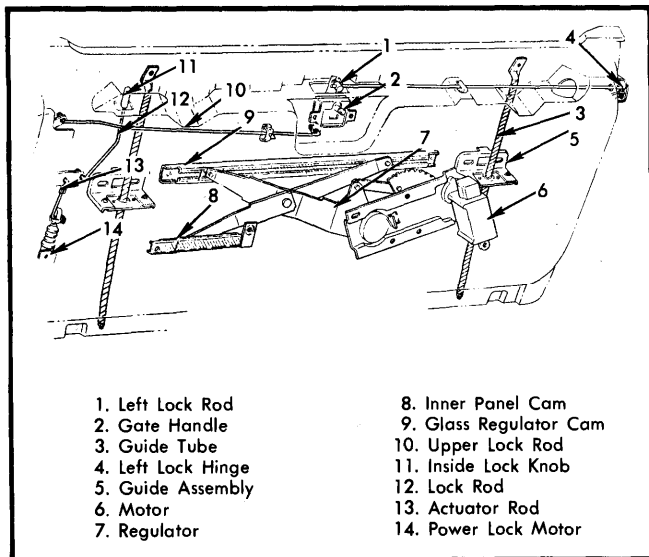 1
4
11
2
12
10
9
3
7
5
13
6
8
14
1. Left Lock Rod
2. Gate Handle
3. Guide Tube
4. Left Lock Hinge
5. Guide Assembly
6. Motor
7. Regulator
8. Inner Panel Cam
9. Glass Regulator Cam
10. Upper Lock Rod
11. Inside Lock Knob
12. Lock Rod
13. Actuator Rod
14. Power Lock Motor